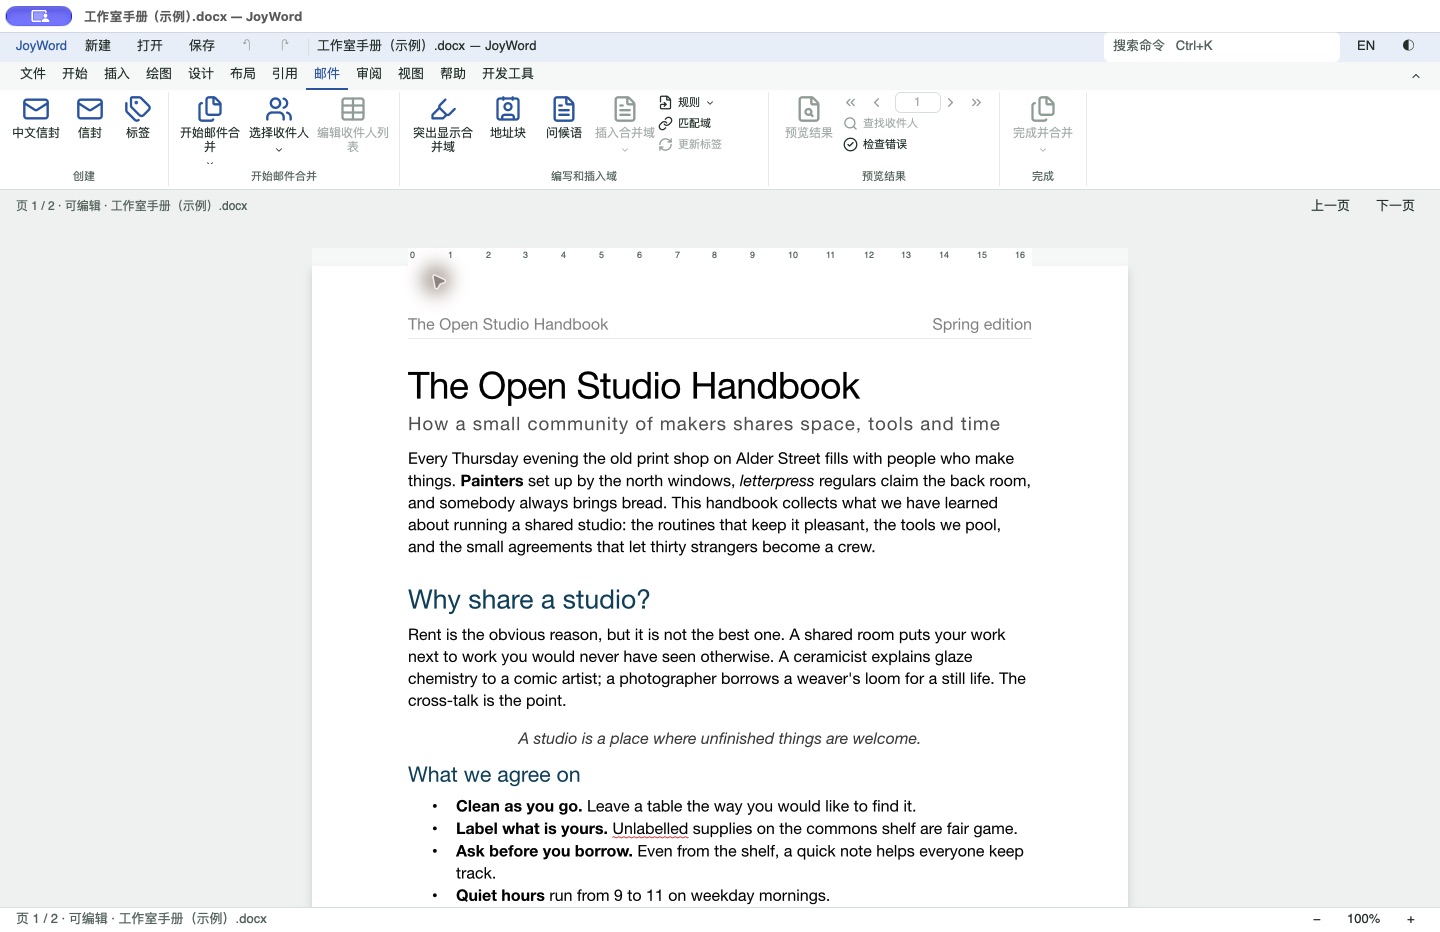 工作室手册（示例）.docx — JoyWord
JoyWord 新建 打开 保存 工作室手册（示例）.docx — JoyWord 搜索命令 Ctrl+K EN
文件 开始 插入 绘图 设计 布局 引用 邮件 审阅 视图 帮助 开发工具
中文信封
信封
标签
创建
开始邮件合
并
选择收件人
编辑收件人列
表
开始邮件合并
突出显示合
并域
地址块
问候语
插入合并域
规则
匹配域
更新标签
编写和插入域
预览结果
1
查找收件人
检查错误
预览结果
完成并合并
完成
页 1 / 2 · 可编辑 · 工作室手册（示例）.docx 上一页 下一页
0 1 2 3 4 5 6 7 8 9 10 11 12 13 14 15 16
The Open Studio Handbook Spring edition
The Open Studio Handbook
How a small community of makers shares space, tools and time
Every Thursday evening the old print shop on Alder Street fills with people who make
things. Painters set up by the north windows, letterpress regulars claim the back room,
and somebody always brings bread. This handbook collects what we have learned
about running a shared studio: the routines that keep it pleasant, the tools we pool,
and the small agreements that let thirty strangers become a crew.
Why share a studio?
Rent is the obvious reason, but it is not the best one. A shared room puts your work
next to work you would never have seen otherwise. A ceramicist explains glaze
chemistry to a comic artist; a photographer borrows a weaver's loom for a still life. The
cross-talk is the point.
A studio is a place where unfinished things are welcome.
What we agree on
• Clean as you go. Leave a table the way you would like to find it.
• Label what is yours. Unlabelled supplies on the commons shelf are fair game.
• Ask before you borrow. Even from the shelf, a quick note helps everyone keep
track.
• Quiet hours run from 9 to 11 on weekday mornings.
页 1 / 2 · 可编辑 · 工作室手册（示例）.docx − 100% +